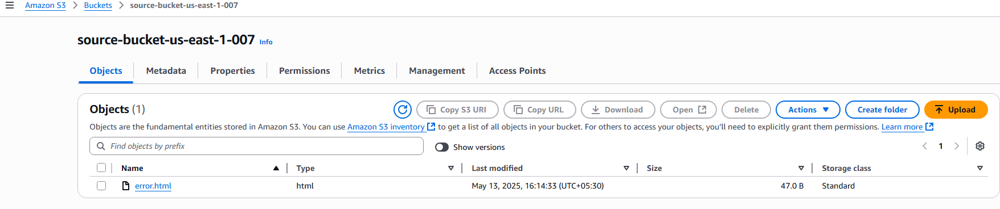 Amazon S3 > Buckets > source-bucket-us-east-1-007
source-bucket-us-east-1-007 Info
Objects Metadata Properties Permissions Metrics Management Access Points
Objects (1) Copy S3 URI Copy URL Download Open Delete Actions Create folder Upload
Objects are the fundamental entities stored in Amazon S3. You can use Amazon S3 inventory to get a list of all objects in your bucket. For others to access your objects, you'll need to explicitly grant them permissions. Learn more
Find objects by prefix Show versions 1
Name Type Last modified Size Storage class
error.html html May 13, 2025, 16:14:33 (UTC+05:30) 47.0 B Standard